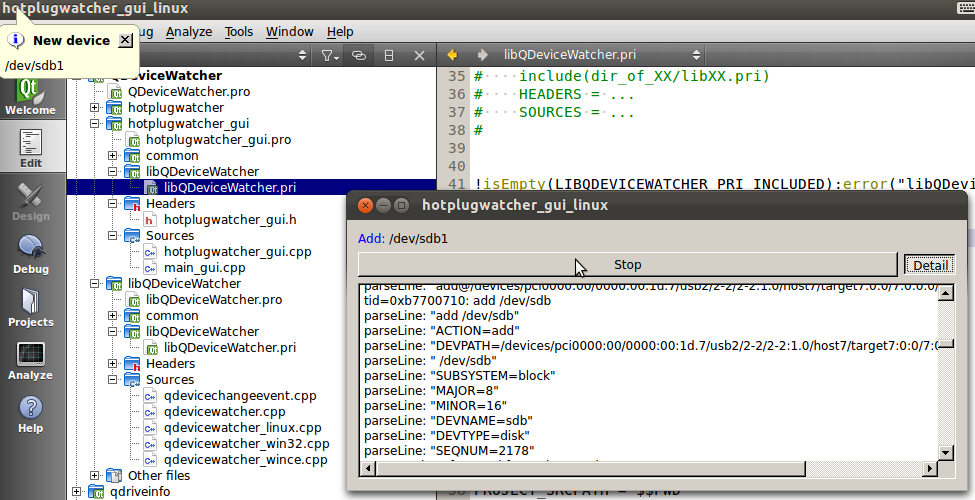 hotplugwatcher_gui_linux
New device
/dev/sdb1
Analyze Tools Window Help
libQDeviceWatcher.pri
Welcome
Edit
Design
Debug
Projects
Analyze
Help
QDeviceWatcher
QDeviceWatcher.pro
hotplugwatcher
hotplugwatcher_gui
hotplugwatcher_gui.pro
common
libQDeviceWatcher
libQDeviceWatcher.pri
Headers
hotplugwatcher_gui.h
Sources
hotplugwatcher_gui.cpp
main_gui.cpp
libQDeviceWatcher
libQDeviceWatcher.pro
common
libQDeviceWatcher
libQDeviceWatcher.pri
Headers
Sources
qdevicechangeevent.cpp
qdevicewatcher.cpp
qdevicewatcher_linux.cpp
qdevicewatcher_win32.cpp
qdevicewatcher_wince.cpp
Other files
qdriveinfo
35 # ····include(dir_of_XX/libXX.pri)
36 # ····HEADERS·=·...
37 # ····SOURCES·=·...
38 #
39
40
41 !isEmpty(LIBQDEVICEWATCHER_PRI_INCLUDED):error("libQDevi
hotplugwatcher_gui_linux
Add: /dev/sdb1
Stop
Detail
parseLine: "add@/devices/pci0000:00/0000:00:1d.7/usb2/2-2/2-2:1.0/host7/target7:0:0/7:0:0:0/
tid=0xb7700710: add /dev/sdb
parseLine: "add /dev/sdb"
parseLine: "ACTION=add"
parseLine: "DEVPATH=/devices/pci0000:00/0000:00:1d.7/usb2/2-2/2-2:1.0/host7/target7:0:0/7:0
parseLine: " /dev/sdb"
parseLine: "SUBSYSTEM=block"
parseLine: "MAJOR=8"
parseLine: "MINOR=16"
parseLine: "DEVNAME=sdb"
parseLine: "DEVTYPE=disk"
parseLine: "SEQNUM=2178"
PROJECT_SRCPATH = $$PWD